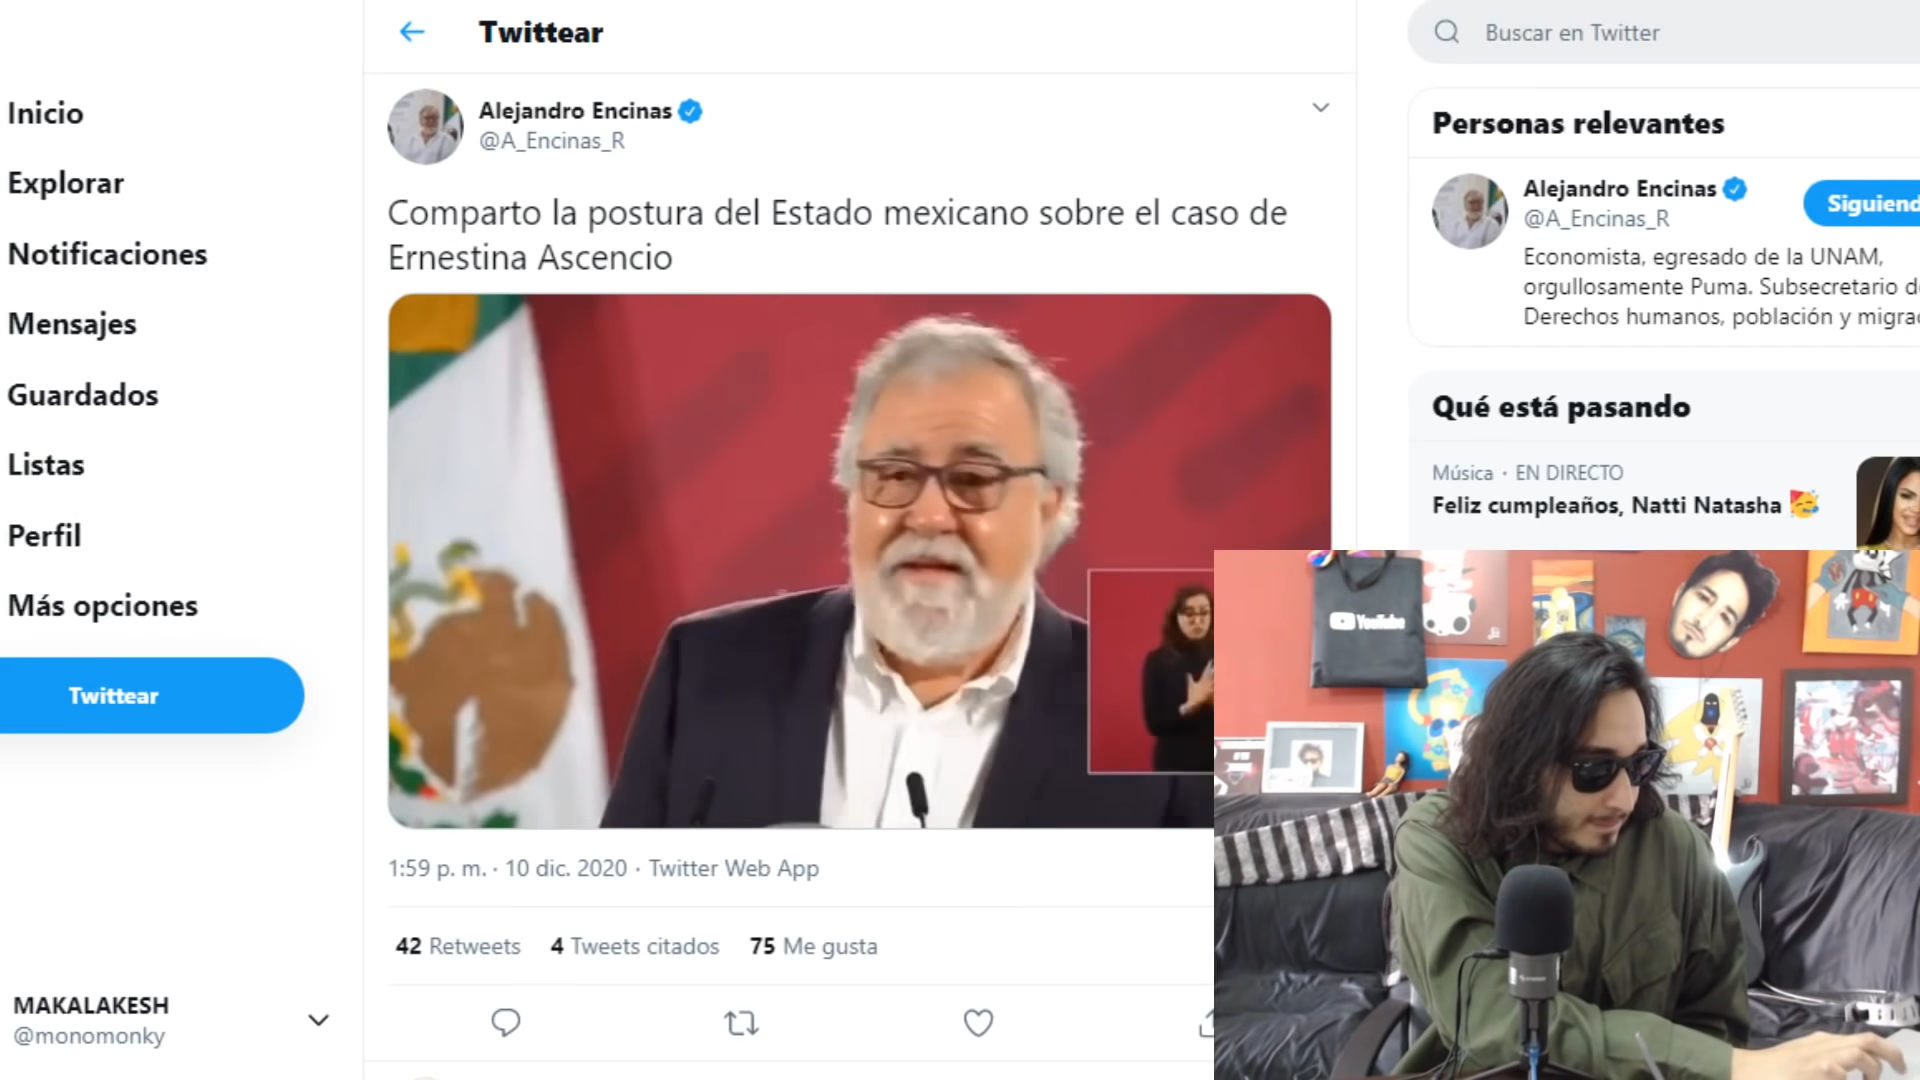 Twittear
Buscar en Twitter
Inicio
Explorar
Notificaciones
Mensajes
Guardados
Listas
Perfil
Más opciones
Twittear
MAKALAKESH
@monomonky
Alejandro Encinas
@A_Encinas_R
Comparto la postura del Estado mexicano sobre el caso de
Ernestina Ascencio
1:59 p. m. · 10 dic. 2020 · Twitter Web App
42 Retweets 4 Tweets citados 75 Me gusta
Personas relevantes
Alejandro Encinas
@A_Encinas_R
Siguiend
Economista, egresado de la UNAM,
orgullosamente Puma. Subsecretario d
Derechos humanos, población y migra
Qué está pasando
Música · EN DIRECTO
Feliz cumpleaños, Natti Natasha 🥳
YouTube